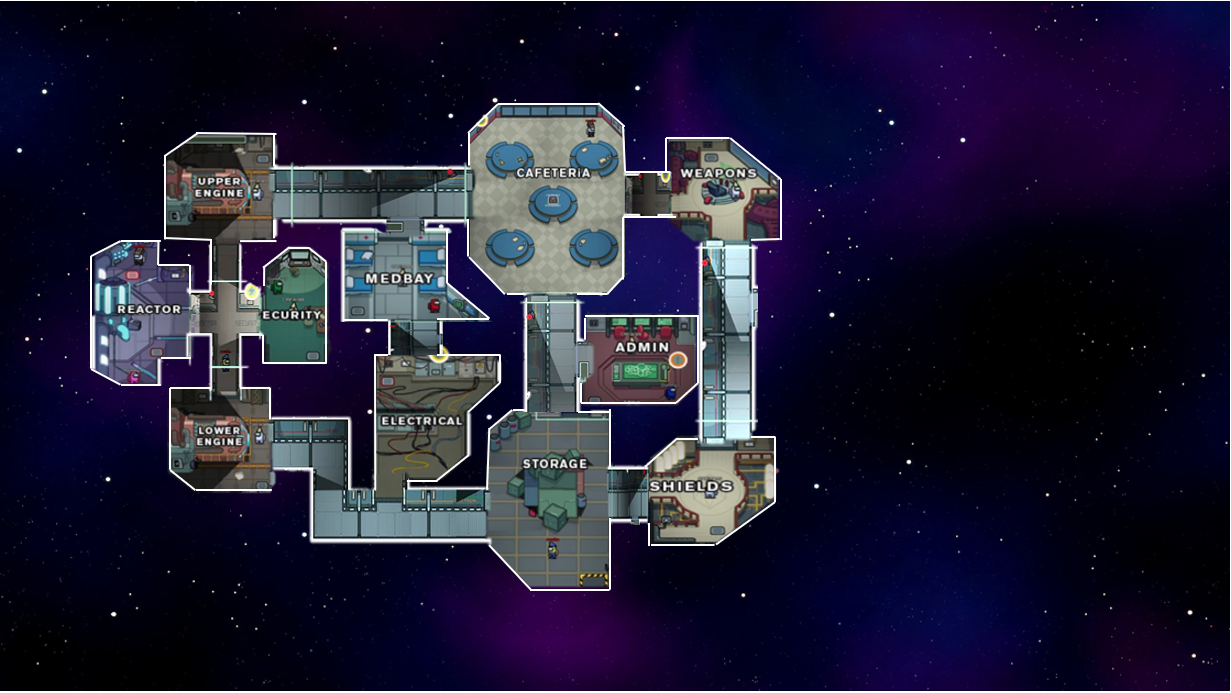 CAFETERIA
WEAPONS
UPPER
ENGINE
MEDBAY
REACTOR
ECURITY
ADMIN
LOWER
ENGINE
ELECTRICAL
STORAGE
SHIELDS